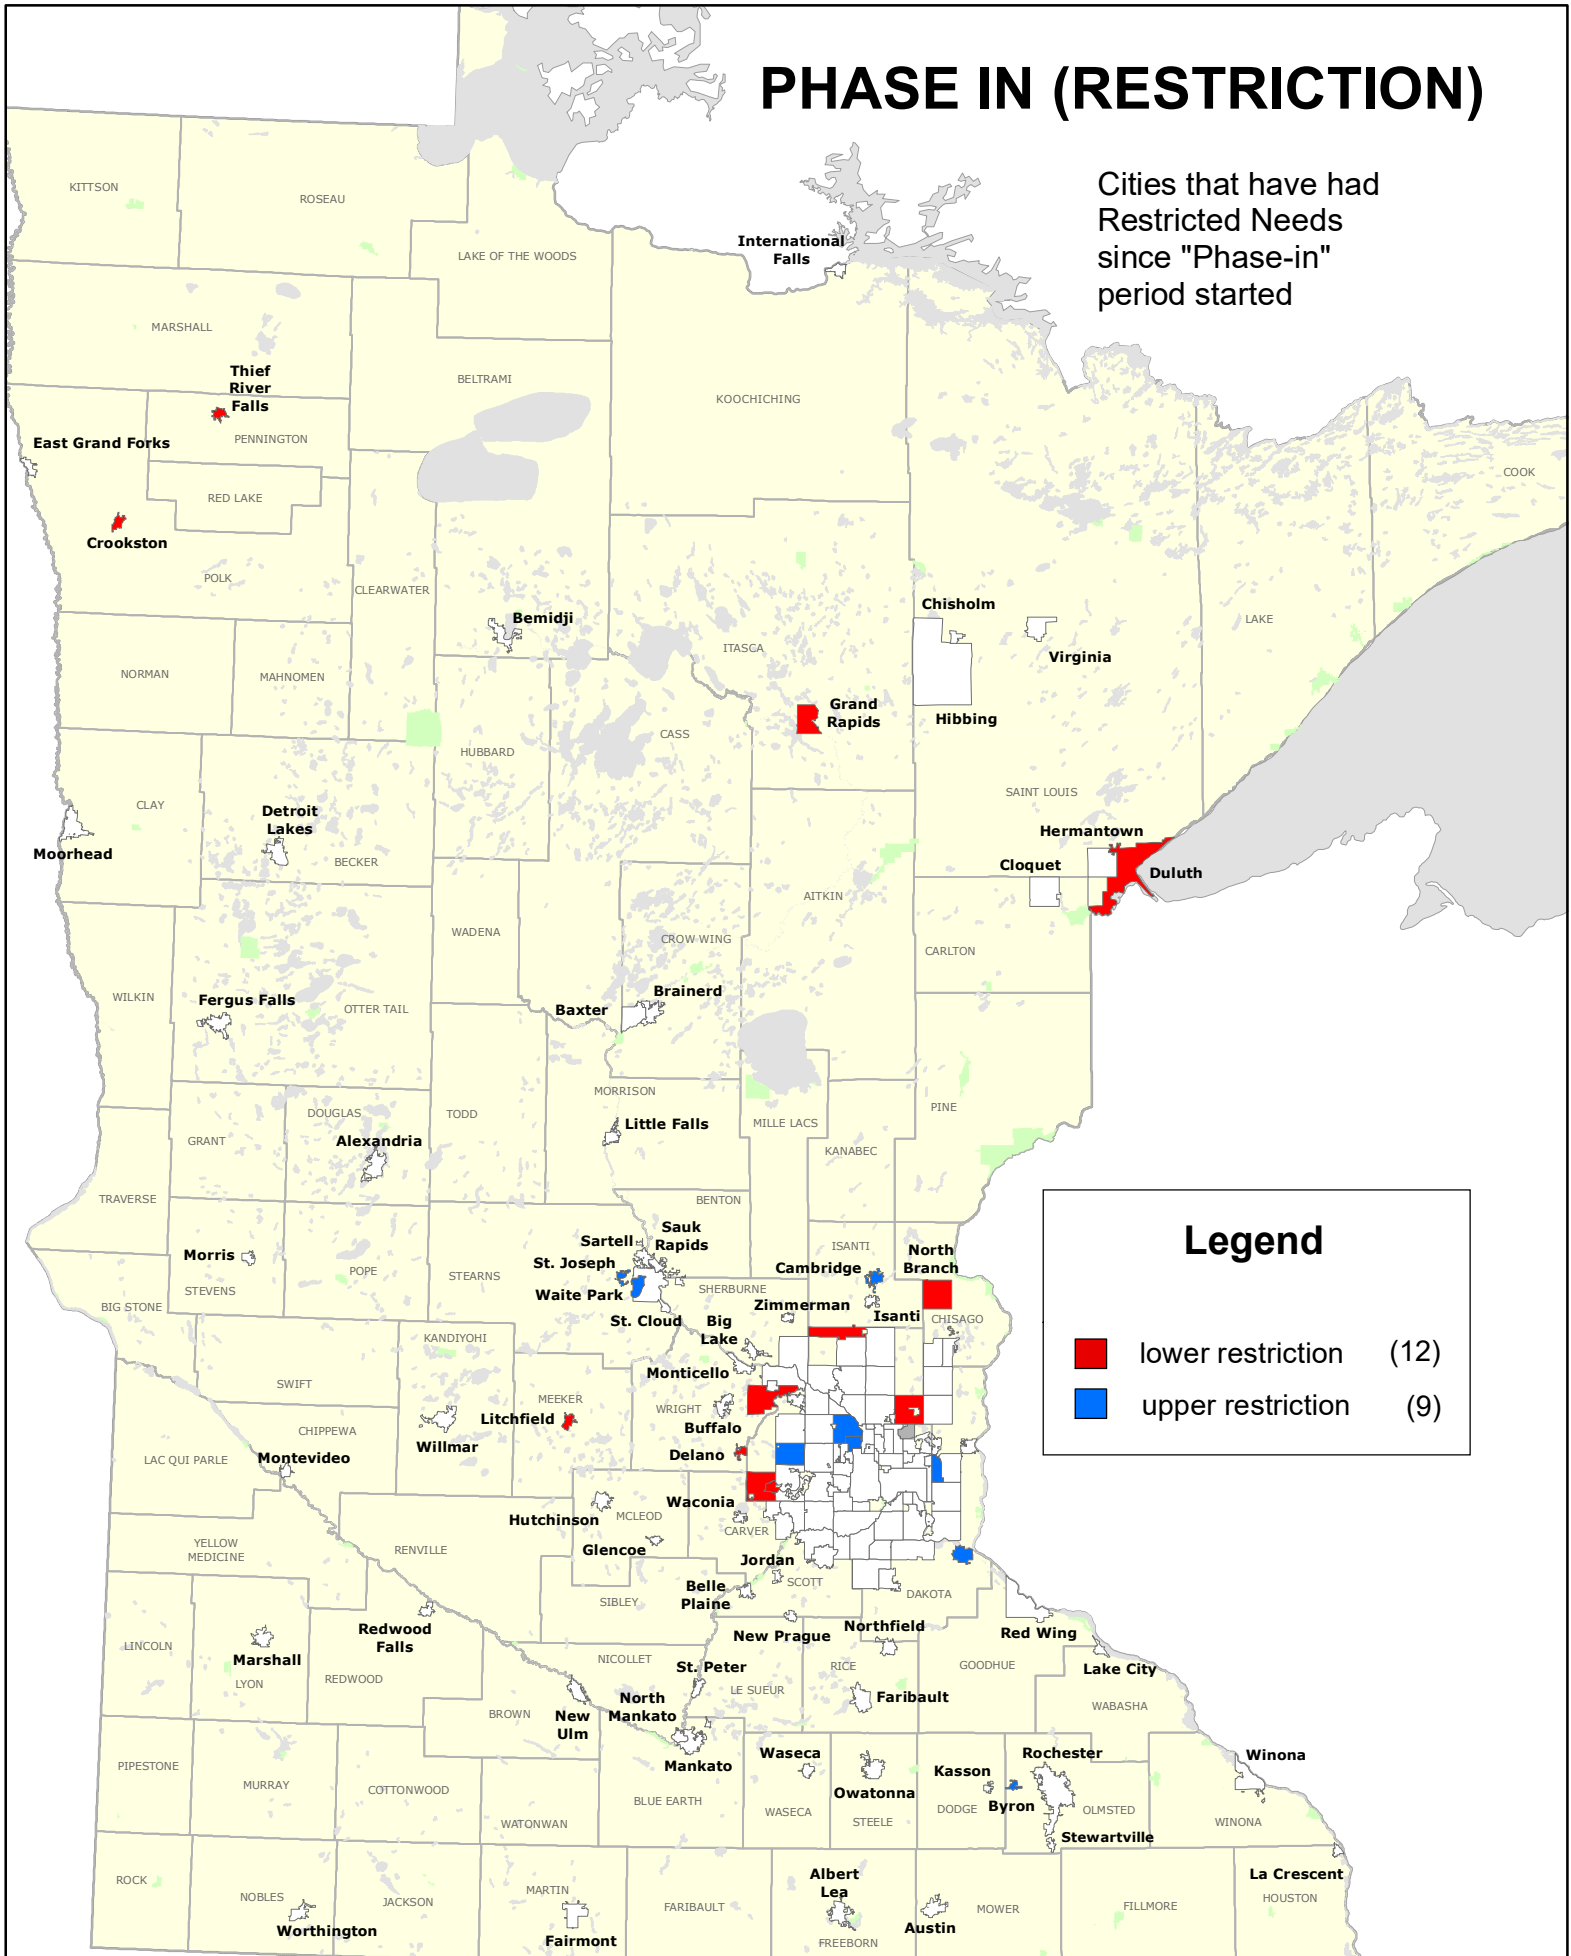 PHASE IN (RESTRICTION)
Cities that have had
Restricted Needs
since "Phase-in"
period started
KITTSON
ROSEAU
LAKE OF THE WOODS
International
Falls
MARSHALL
Thief
River
Falls
BELTRAMI
KOOCHICHING
East Grand Forks
PENNINGTON
RED LAKE
COOK
Crookston
POLK
CLEARWATER
Bemidji
Chisholm
LAKE
ITASCA
Virginia
NORMAN
MAHNOMEN
Grand
Rapids
Hibbing
HUBBARD
CASS
CLAY
Detroit
Lakes
SAINT LOUIS
Moorhead
BECKER
Hermantown
Cloquet
Duluth
AITKIN
WADENA
CROW WING
CARLTON
WILKIN
Fergus Falls
OTTER TAIL
Baxter
Brainerd
MORRISON
DOUGLAS
TODD
Little Falls
MILLE LACS
PINE
GRANT
Alexandria
KANABEC
TRAVERSE
BENTON
Legend
lower restriction (12)
upper restriction (9)
Morris
STEVENS
POPE
STEARNS
Sartell
Sauk
Rapids
St. Joseph
Waite Park
St. Cloud
SHERBURNE
ISANTI
Cambridge
North
Branch
Zimmerman
Isanti
CHISAGO
BIG STONE
Big
Lake
KANDIYOHI
Monticello
SWIFT
MEEKER
WRIGHT
Litchfield
Buffalo
CHIPPEWA
Willmar
Delano
LAC QUI PARLE
Montevideo
Waconia
Hutchinson
MCLEOD
CARVER
Glencoe
YELLOW
MEDICINE
RENVILLE
Jordan
SCOTT
Belle
Plaine
SIBLEY
DAKOTA
Redwood
Falls
New Prague
Northfield
Red Wing
LINCOLN
Marshall
LYON
REDWOOD
NICOLLET
St. Peter
RICE
GOODHUE
Lake City
LE SUEUR
Faribault
WABASHA
BROWN
New
Ulm
North
Mankato
Mankato
PIPESTONE
MURRAY
COTTONWOOD
WATONWAN
BLUE EARTH
Waseca
WASECA
Owatonna
STEELE
Kasson
DODGE
Byron
Rochester
OLMSTED
Stewartville
Winona
WINONA
ROCK
NOBLES
Worthington
JACKSON
MARTIN
Fairmont
FARIBAULT
Albert
Lea
FREEBORN
Austin
MOWER
FILLMORE
La Crescent
HOUSTON